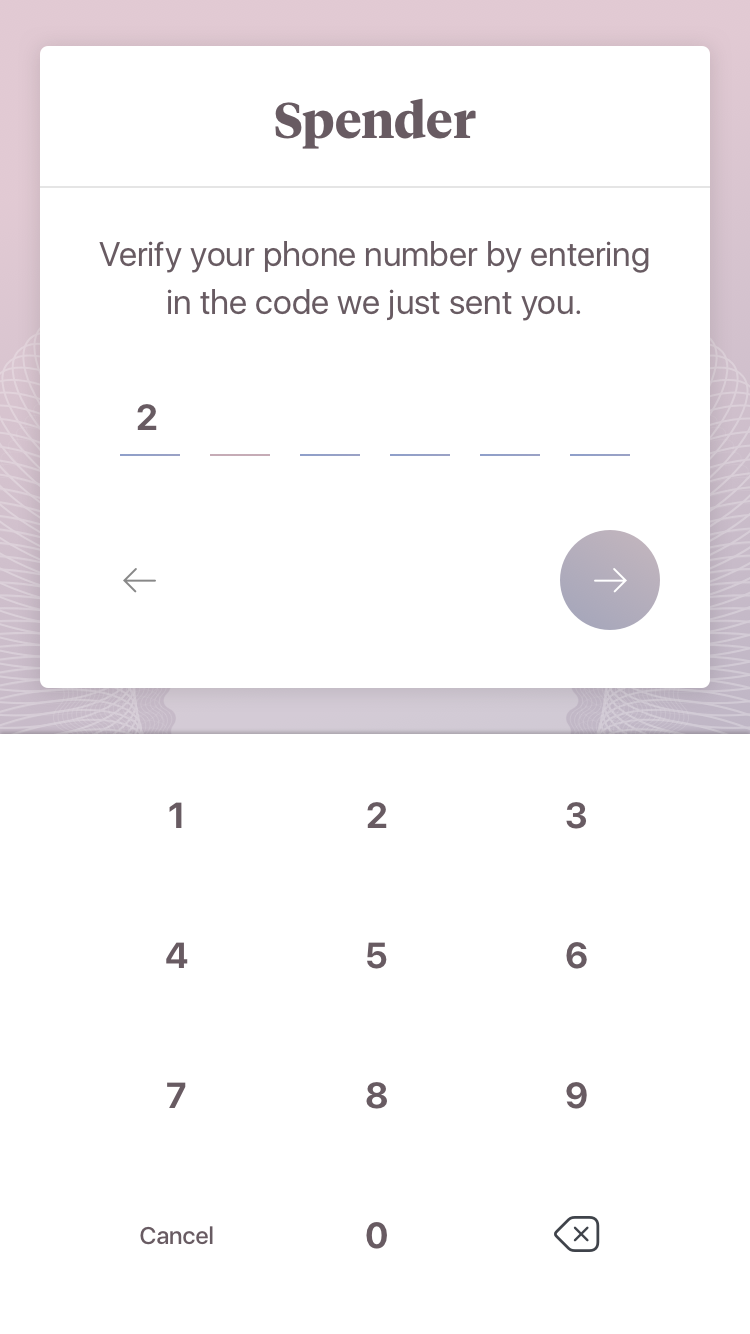 Spender
Verify your phone number by entering
in the code we just sent you.
2
1 2 3
4 5 6
7 8 9
Cancel 0